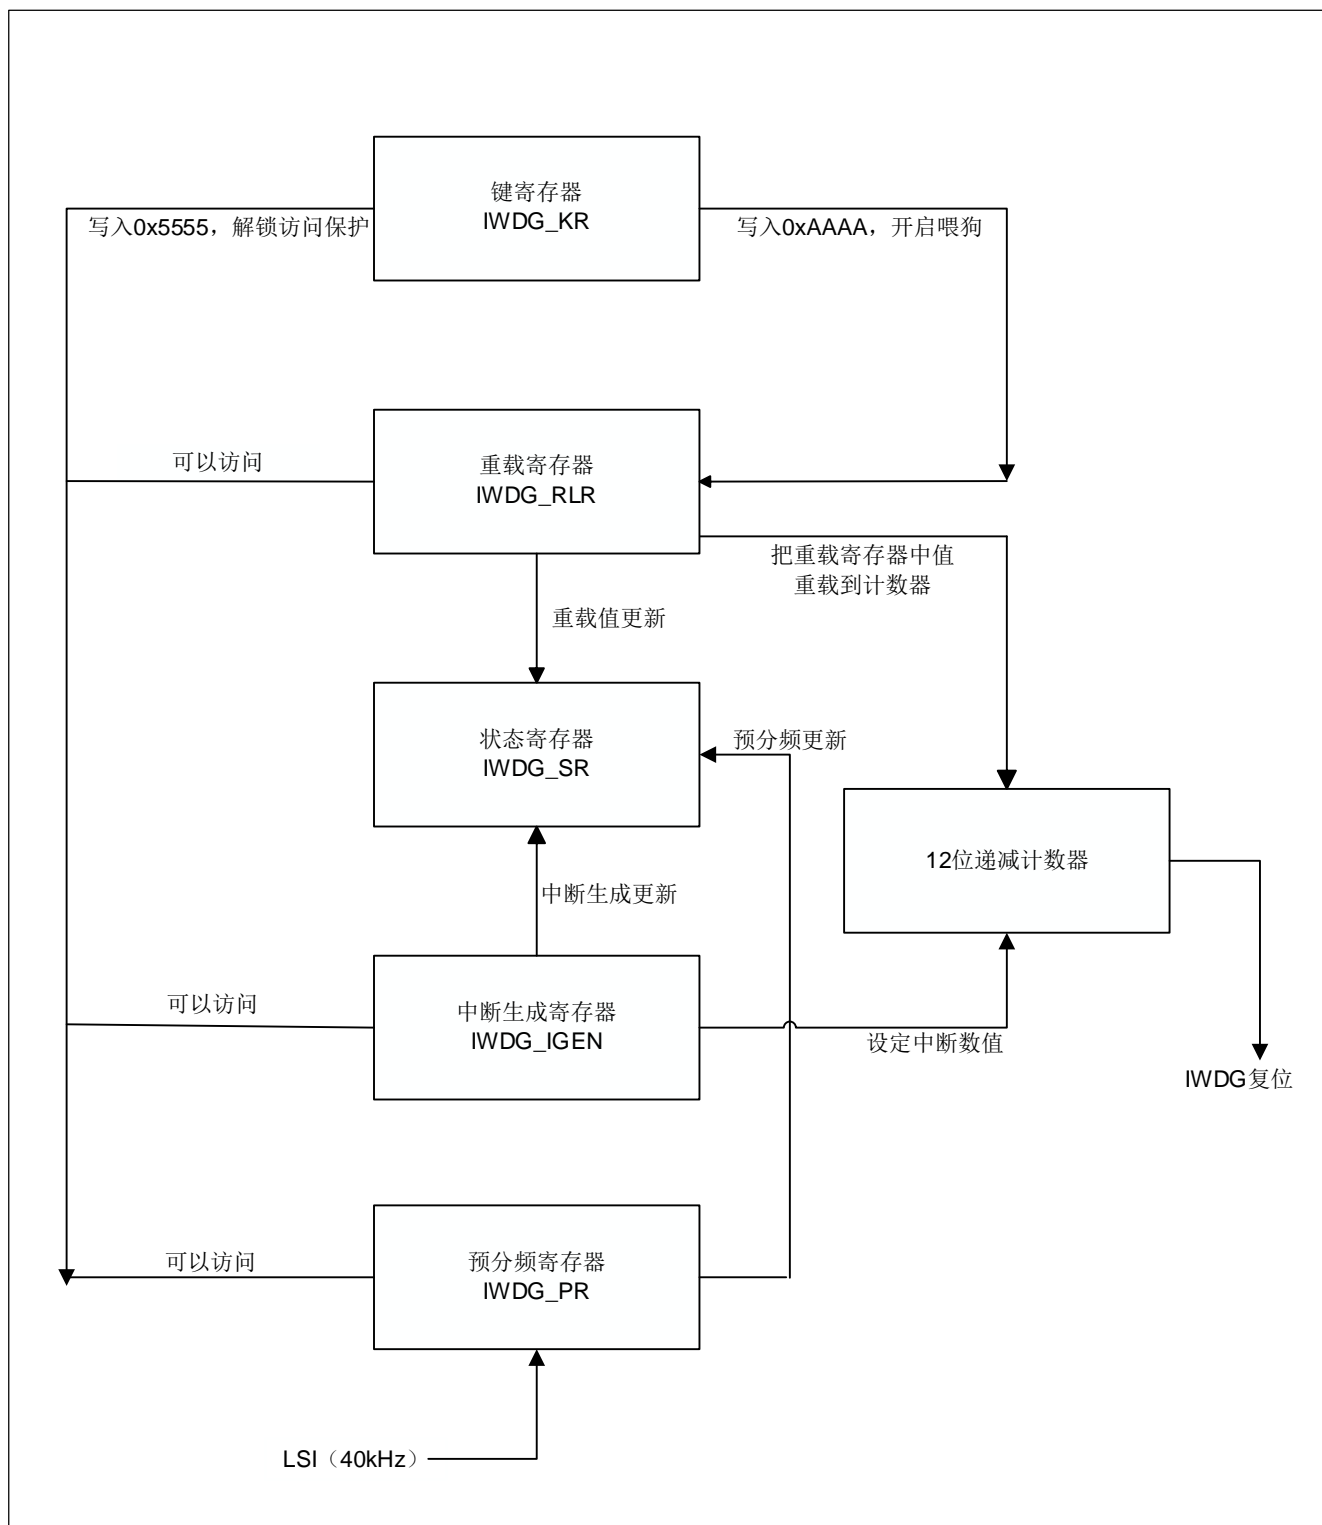 键寄存器
IWDG_KR
写入0x5555，解锁访问保护
写入0xAAAA，开启喂狗
可以访问
重载寄存器
IWDG_RLR
把重载寄存器中值
重载到计数器
重载值更新
状态寄存器
IWDG_SR
预分频更新
12位递减计数器
中断生成更新
可以访问
中断生成寄存器
IWDG_IGEN
设定中断数值
IWDG复位
可以访问
预分频寄存器
IWDG_PR
LSI（40kHz）